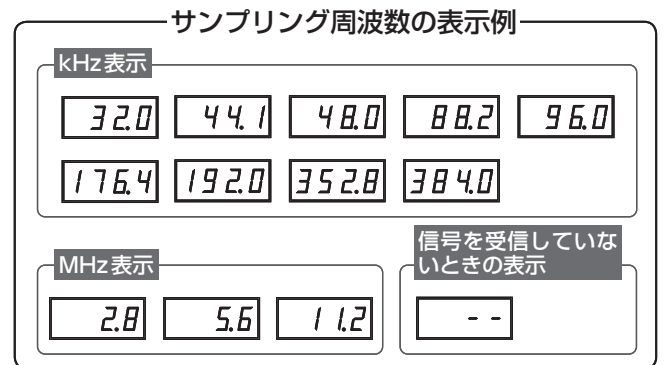 サンプリング周波数の表示例
kHz表示
32.0 44.1 48.0 88.2 96.0
176.4 192.0 352.8 384.0
MHz表示
2.8 5.6 11.2
信号を受信していな
いときの表示
- -